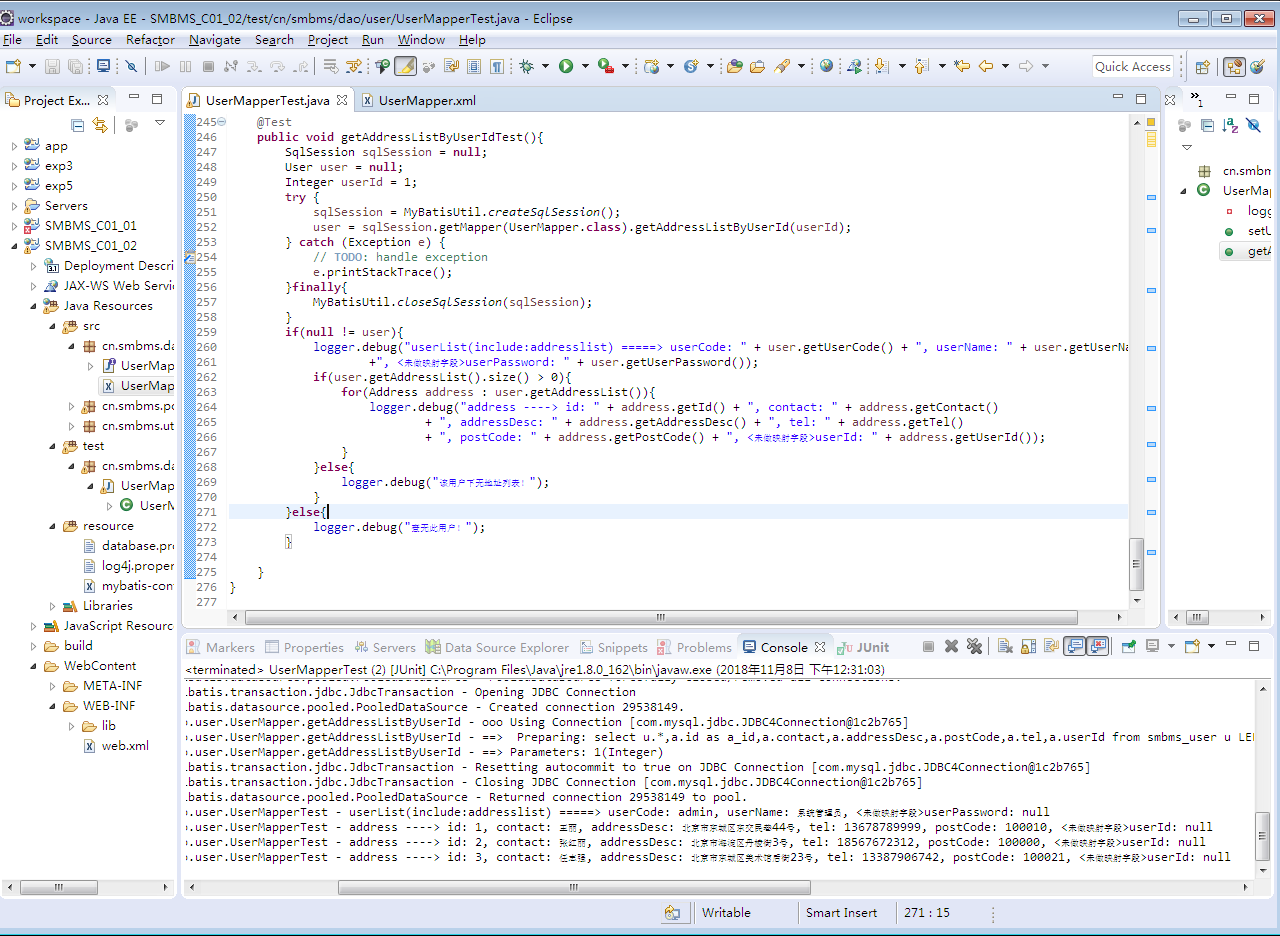 workspace - Java EE - SMBMS_C01_02/test/cn/smbms/dao/user/UserMapperTest.java - Eclipse
File Edit Source Refactor Navigate Search Project Run Window Help
Quick Access
Project Ex...
app
exp3
exp5
Servers
SMBMS_C01_01
SMBMS_C01_02
Deployment Descri
JAX-WS Web Servi
Java Resources
src
cn.smbms.da
UserMap
UserMap
cn.smbms.po
cn.smbms.ut
test
cn.smbms.da
UserMap
UserM
resource
database.pro
log4j.proper
mybatis-con
Libraries
JavaScript Resourc
build
WebContent
META-INF
WEB-INF
lib
web.xml
UserMapperTest.java UserMapper.xml
245 @Test
246 public void getAddressListByUserIdTest(){
247 SqlSession sqlSession = null;
248 User user = null;
249 Integer userId = 1;
250 try {
251 sqlSession = MyBatisUtil.createSqlSession();
252 user = sqlSession.getMapper(UserMapper.class).getAddressListByUserId(userId);
253 } catch (Exception e) {
254 // TODO: handle exception
255 e.printStackTrace();
256 }finally{
257 MyBatisUtil.closeSqlSession(sqlSession);
258 }
259 if(null != user){
260 logger.debug("userList(include:addresslist) =====> userCode: " + user.getUserCode() + ", userName: " + user.getUserNa
261 +", <未做映射字段>userPassword: " + user.getUserPassword());
262 if(user.getAddressList().size() > 0){
263 for(Address address : user.getAddressList()){
264 logger.debug("address ----> id: " + address.getId() + ", contact: " + address.getContact()
265 + ", addressDesc: " + address.getAddressDesc() + ", tel: " + address.getTel()
266 + ", postCode: " + address.getPostCode() + ", <未做映射字段>userId: " + address.getUserId());
267 }
268 }else{
269 logger.debug("该用户下无地址列表！");
270 }
271 }else{
272 logger.debug("查无此用户！");
273 }
274
275 }
276 }
277
1
cn.smbm
UserMap
logg
setU
getA
Markers Properties Servers Data Source Explorer Snippets Problems Console JUnit
<terminated> UserMapperTest (2) [JUnit] C:\Program Files\Java\jre1.8.0_162\bin\javaw.exe (2018年11月8日 下午12:31:03)
.batis.transaction.jdbc.JdbcTransaction - Opening JDBC Connection
.batis.datasource.pooled.PooledDataSource - Created connection 29538149.
.user.UserMapper.getAddressListByUserId - ooo Using Connection [com.mysql.jdbc.JDBC4Connection@1c2b765]
.user.UserMapper.getAddressListByUserId - ==> Preparing: select u.*,a.id as a_id,a.contact,a.addressDesc,a.postCode,a.tel,a.userId from smbms_user u LE
.user.UserMapper.getAddressListByUserId - ==> Parameters: 1(Integer)
.batis.transaction.jdbc.JdbcTransaction - Resetting autocommit to true on JDBC Connection [com.mysql.jdbc.JDBC4Connection@1c2b765]
.batis.transaction.jdbc.JdbcTransaction - Closing JDBC Connection [com.mysql.jdbc.JDBC4Connection@1c2b765]
.batis.datasource.pooled.PooledDataSource - Returned connection 29538149 to pool.
.user.UserMapperTest - userList(include:addresslist) =====> userCode: admin, userName: 系统管理员, <未做映射字段>userPassword: null
.user.UserMapperTest - address ----> id: 1, contact: 王丽, addressDesc: 北京市东城区东交民巷44号, tel: 13678789999, postCode: 100010, <未做映射字段>userId: null
.user.UserMapperTest - address ----> id: 2, contact: 张红丽, addressDesc: 北京市海淀区丹棱街3号, tel: 18567672312, postCode: 100000, <未做映射字段>userId: null
.user.UserMapperTest - address ----> id: 3, contact: 任志强, addressDesc: 北京市东城区美术馆后街23号, tel: 13387906742, postCode: 100021, <未做映射字段>userId: null
Writable Smart Insert 271 : 15